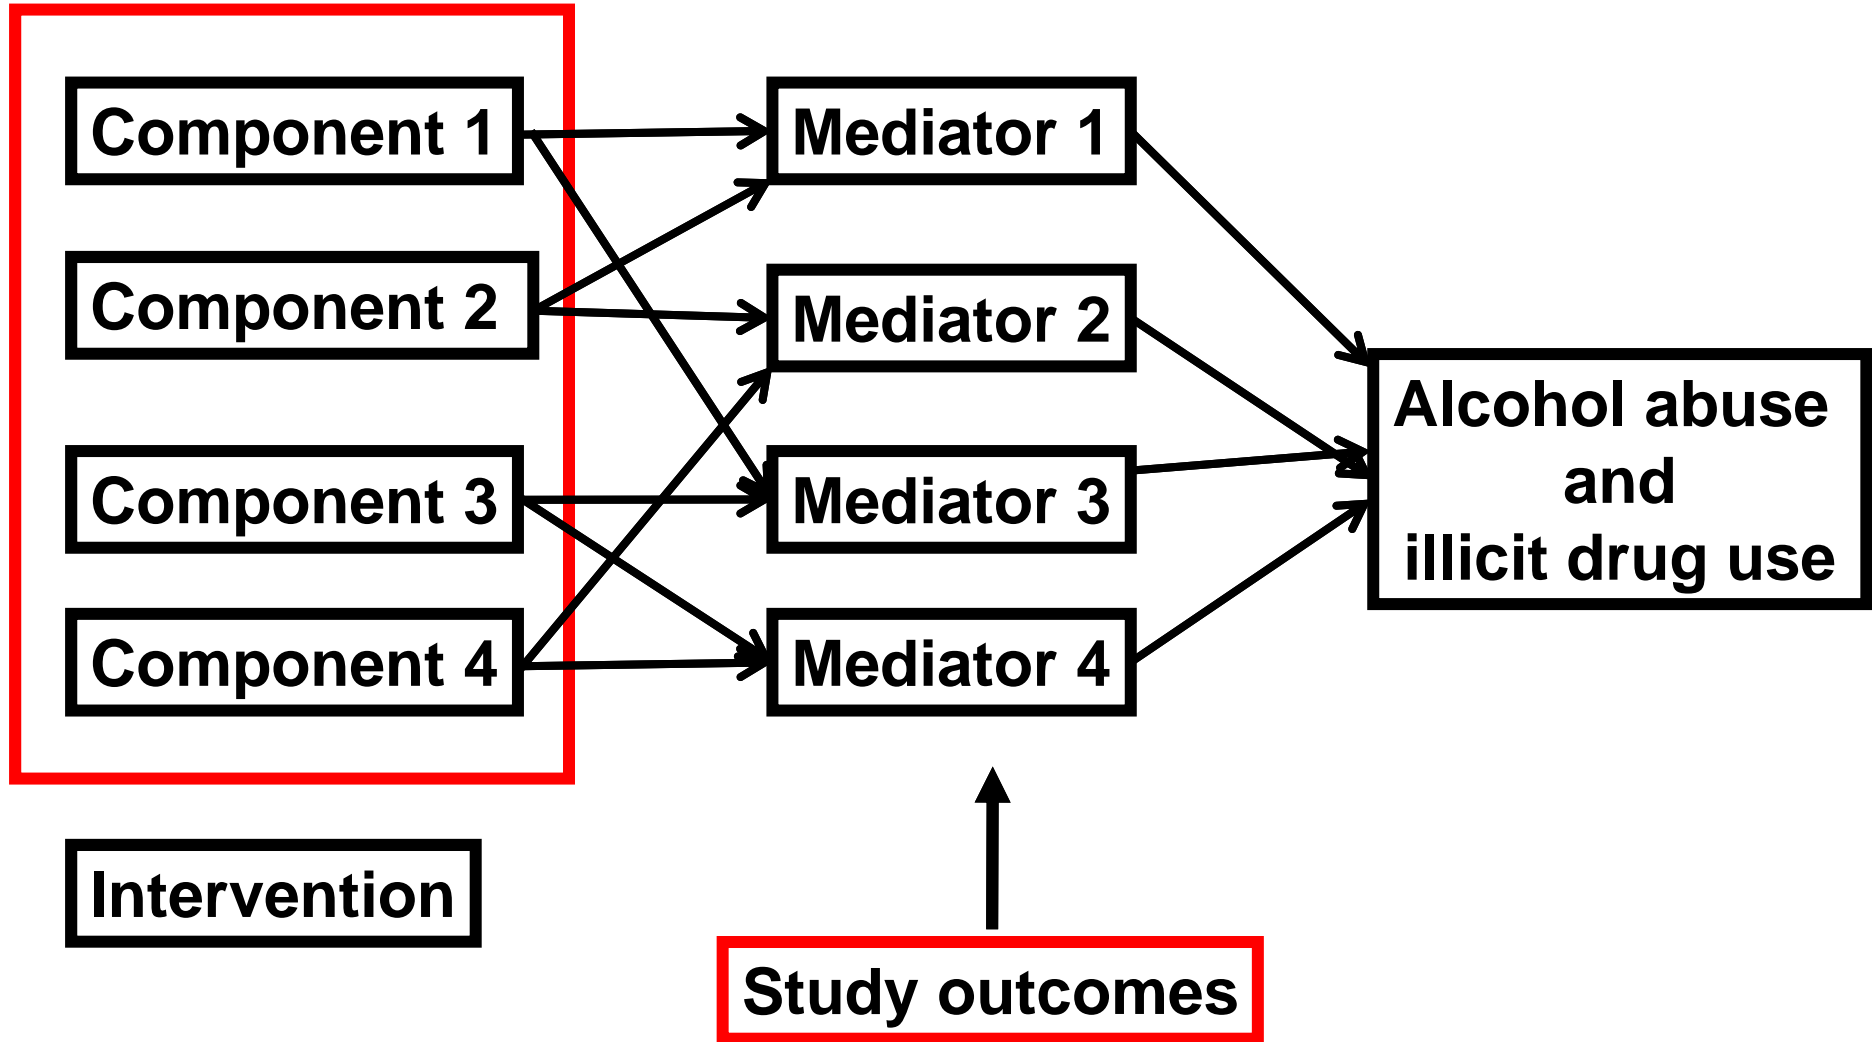 Component 1
Mediator 1
Component 2
Mediator 2
Component 3
Mediator 3
Component 4
Mediator 4
Alcohol abuse
and
illicit drug use
Intervention
Study outcomes